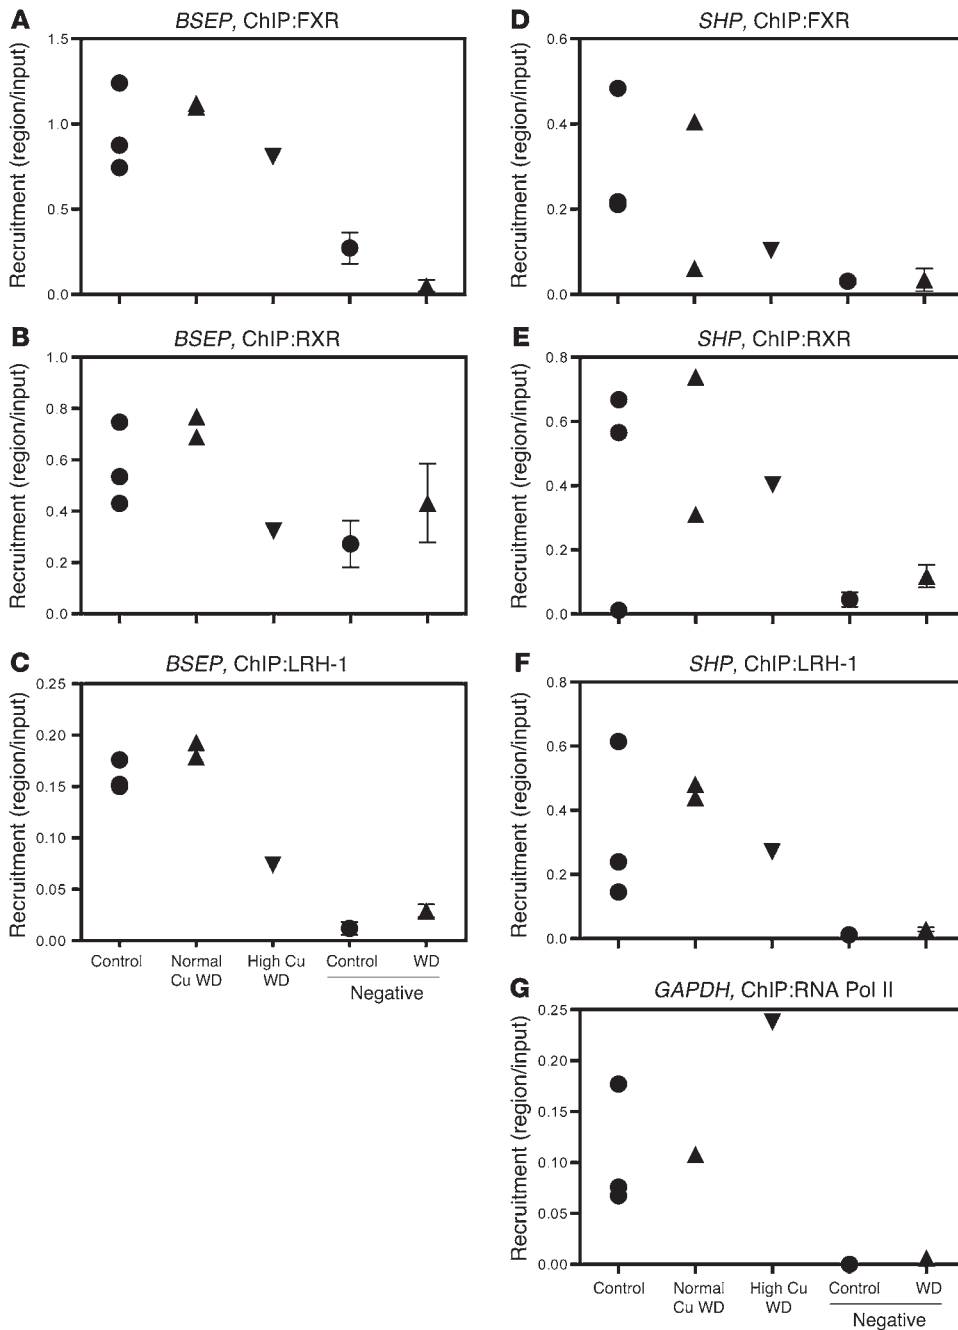 A
BSEP, ChIP:FXR
Recruitment (region/input)
1.5
1.0
0.5
0.0
B
BSEP, ChIP:RXR
Recruitment (region/input)
1.0
0.8
0.6
0.4
0.2
0.0
C
BSEP, ChIP:LRH-1
Recruitment (region/input)
0.25
0.20
0.15
0.10
0.05
0.00
Control
Normal
Cu WD
High Cu
WD
Control
WD
Negative
D
SHP, ChIP:FXR
Recruitment (region/input)
0.6
0.4
0.2
0.0
E
SHP, ChIP:RXR
Recruitment (region/input)
0.8
0.6
0.4
0.2
0.0
F
SHP, ChIP:LRH-1
Recruitment (region/input)
0.8
0.6
0.4
0.2
0.0
G
GAPDH, ChIP:RNA Pol II
Recruitment (region/input)
0.25
0.20
0.15
0.10
0.05
0.00
Control
Normal
Cu WD
High Cu
WD
Control
WD
Negative